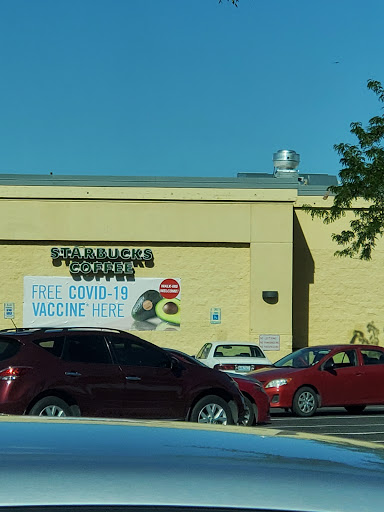 STARBUCKS
COFFEE
FREE COVID-19
VACCINE* HERE
WALK-INS
WELCOME!